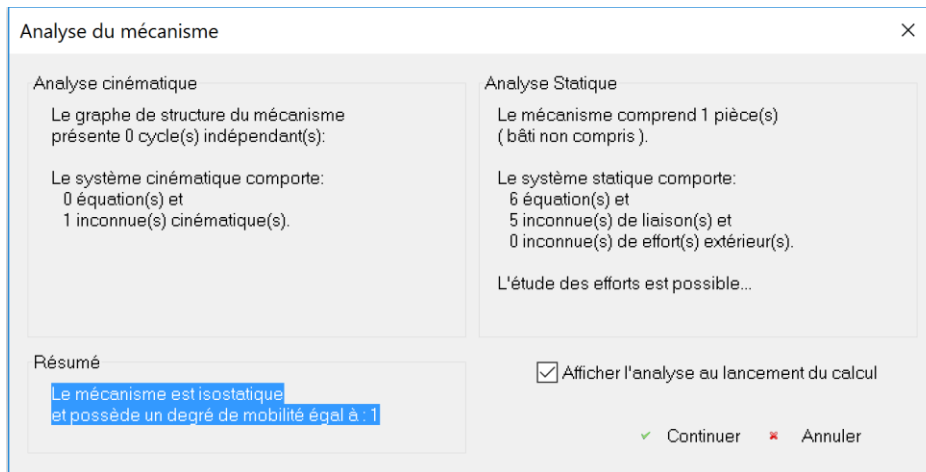 Analyse du mécanisme
Analyse cinématique
Le graphe de structure du mécanisme
présente 0 cycle(s) indépendant(s):
Le système cinématique comporte:
0 équation(s) et
1 inconnue(s) cinématique(s).
Analyse Statique
Le mécanisme comprend 1 pièce(s)
( bâti non compris ).
Le système statique comporte:
6 équation(s) et
5 inconnue(s) de liaison(s) et
0 inconnue(s) de effort(s) extérieur(s).
L'étude des efforts est possible...
Résumé
Le mécanisme est isostatique
et possède un degré de mobilité égal à : 1
Afficher l'analyse au lancement du calcul
Continuer Annuler